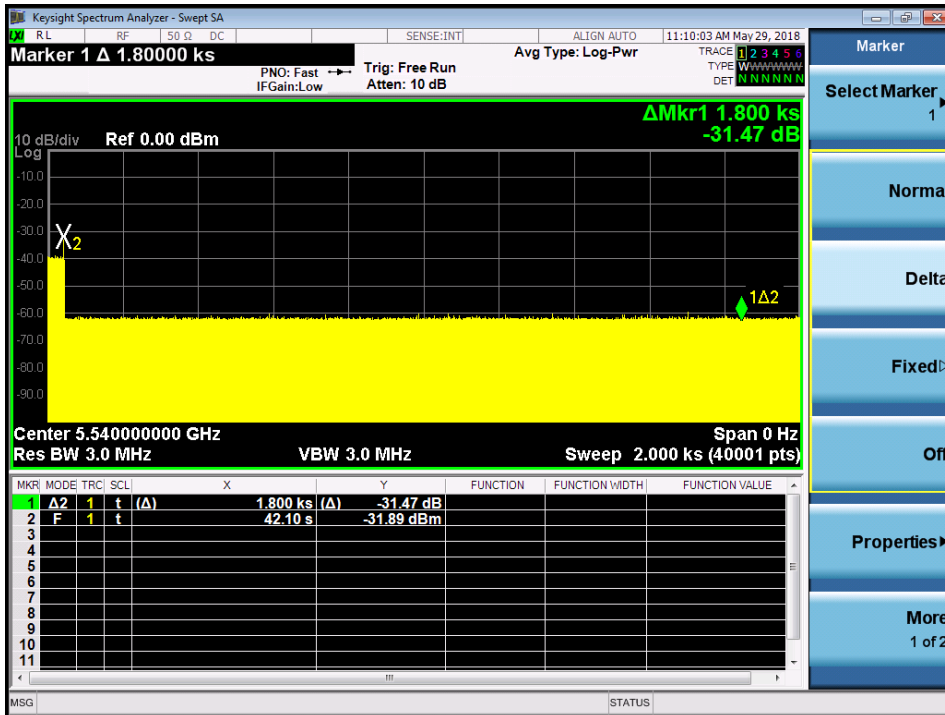 Keysight Spectrum Analyzer - Swept SA
LXI RL RF 50 Ω DC SENSE:INT ALIGN AUTO 11:10:03 AM May 29, 2018
Marker 1 Δ 1.80000 ks
PNO: Fast
IFGain:Low
Trig: Free Run
Atten: 10 dB
Avg Type: Log-Pwr
TRACE 1 2 3 4 5 6
TYPE WWWWWW
DET N N N N N N
ΔMkr1 1.800 ks
-31.47 dB
10 dB/div Ref 0.00 dBm
Log
-10.0
-20.0
-30.0
2
-40.0
-50.0
1Δ2
-60.0
-70.0
-80.0
-90.0
Center 5.540000000 GHz Span 0 Hz
Res BW 3.0 MHz VBW 3.0 MHz Sweep 2.000 ks (40001 pts)
MKR MODE TRC SCL X Y FUNCTION FUNCTION WIDTH FUNCTION VALUE
1 Δ2 1 t (Δ) 1.800 ks (Δ) -31.47 dB
2 F 1 t 42.10 s -31.89 dBm
3
4
5
6
7
8
9
10
11
MSG STATUS
Marker
Select Marker
1
Norma
Delta
Fixed
Off
Properties
More
1 of 2